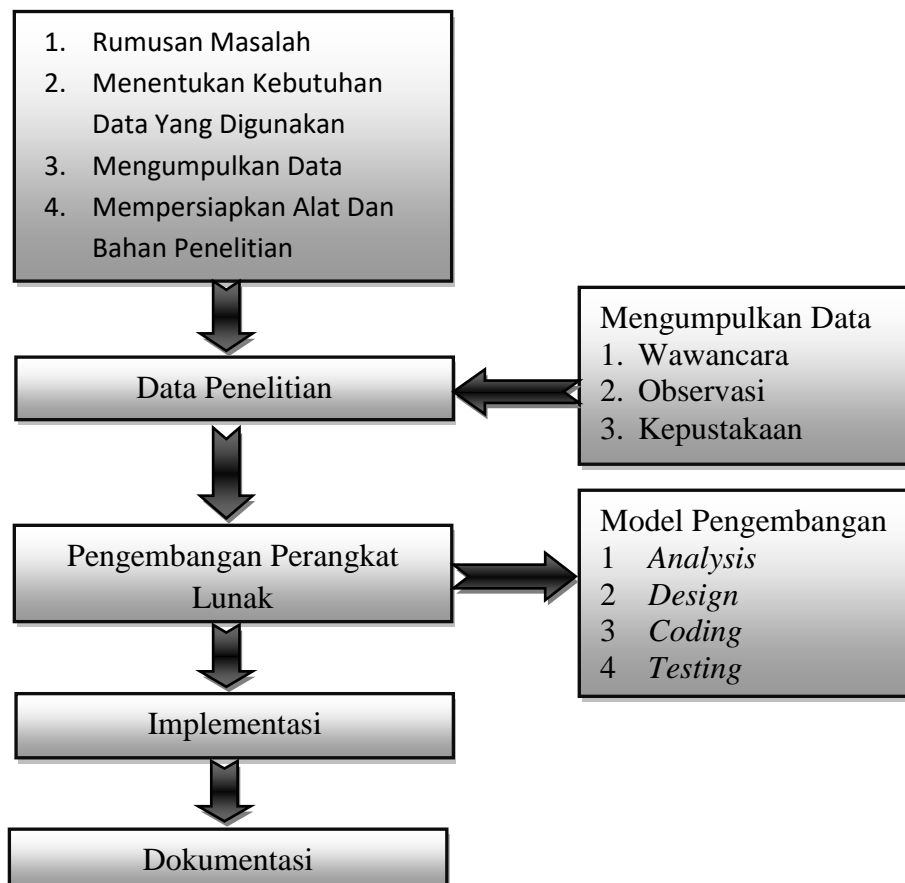 1. Rumusan Masalah
2. Menentukan Kebutuhan
Data Yang Digunakan
3. Mengumpulkan Data
4. Mempersiapkan Alat Dan
Bahan Penelitian
Mengumpulkan Data
1. Wawancara
2. Observasi
3. Kepustakaan
Data Penelitian
Pengembangan Perangkat
Lunak
Model Pengembangan
1 Analysis
2 Design
3 Coding
4 Testing
Implementasi
Dokumentasi